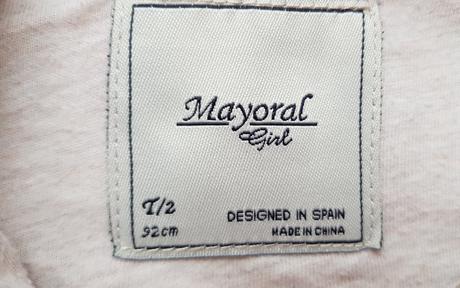 Mayoral
Girl
T/2
92cm
DESIGNED IN SPAIN
MADE IN CHINA